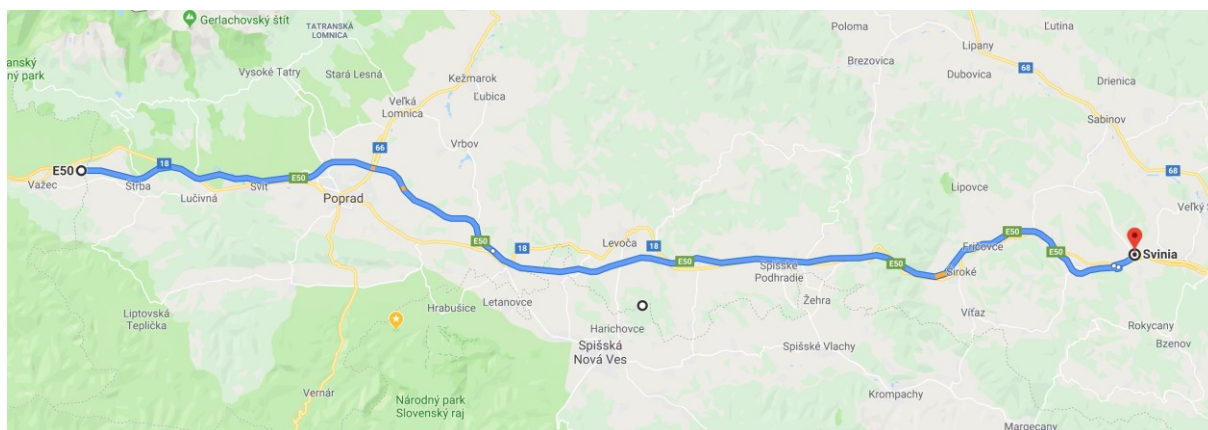 Gerlachovský štít
TATRANSKÁ
LOMNICA
Poloma
Ľutina
Lipany
68
Brezovica
Dubovica
Drienica
anský
ny park
Vysoké Tatry
Stará Lesná
Kežmarok
Ľubica
Veľká
Lomnica
Sabinov
66
Vrbov
E50
18
Važec
Štrba
Lučivná
Svit
E50
Poprad
68
Lipovce
Veľký Š
E50
18
Levoča
18
E50
Spišské
Podhradie
E50
Široké
Fričovce
E50
E50
Svinia
Letanovce
Hrabušice
Žehra
Liptovská
Teplička
Harichovce
Víťaz
Rokycany
Bzenov
Spišská
Nová Ves
Spišské Vlachy
Vernár
Národný park
Slovenský raj
Krompachy
Margecany